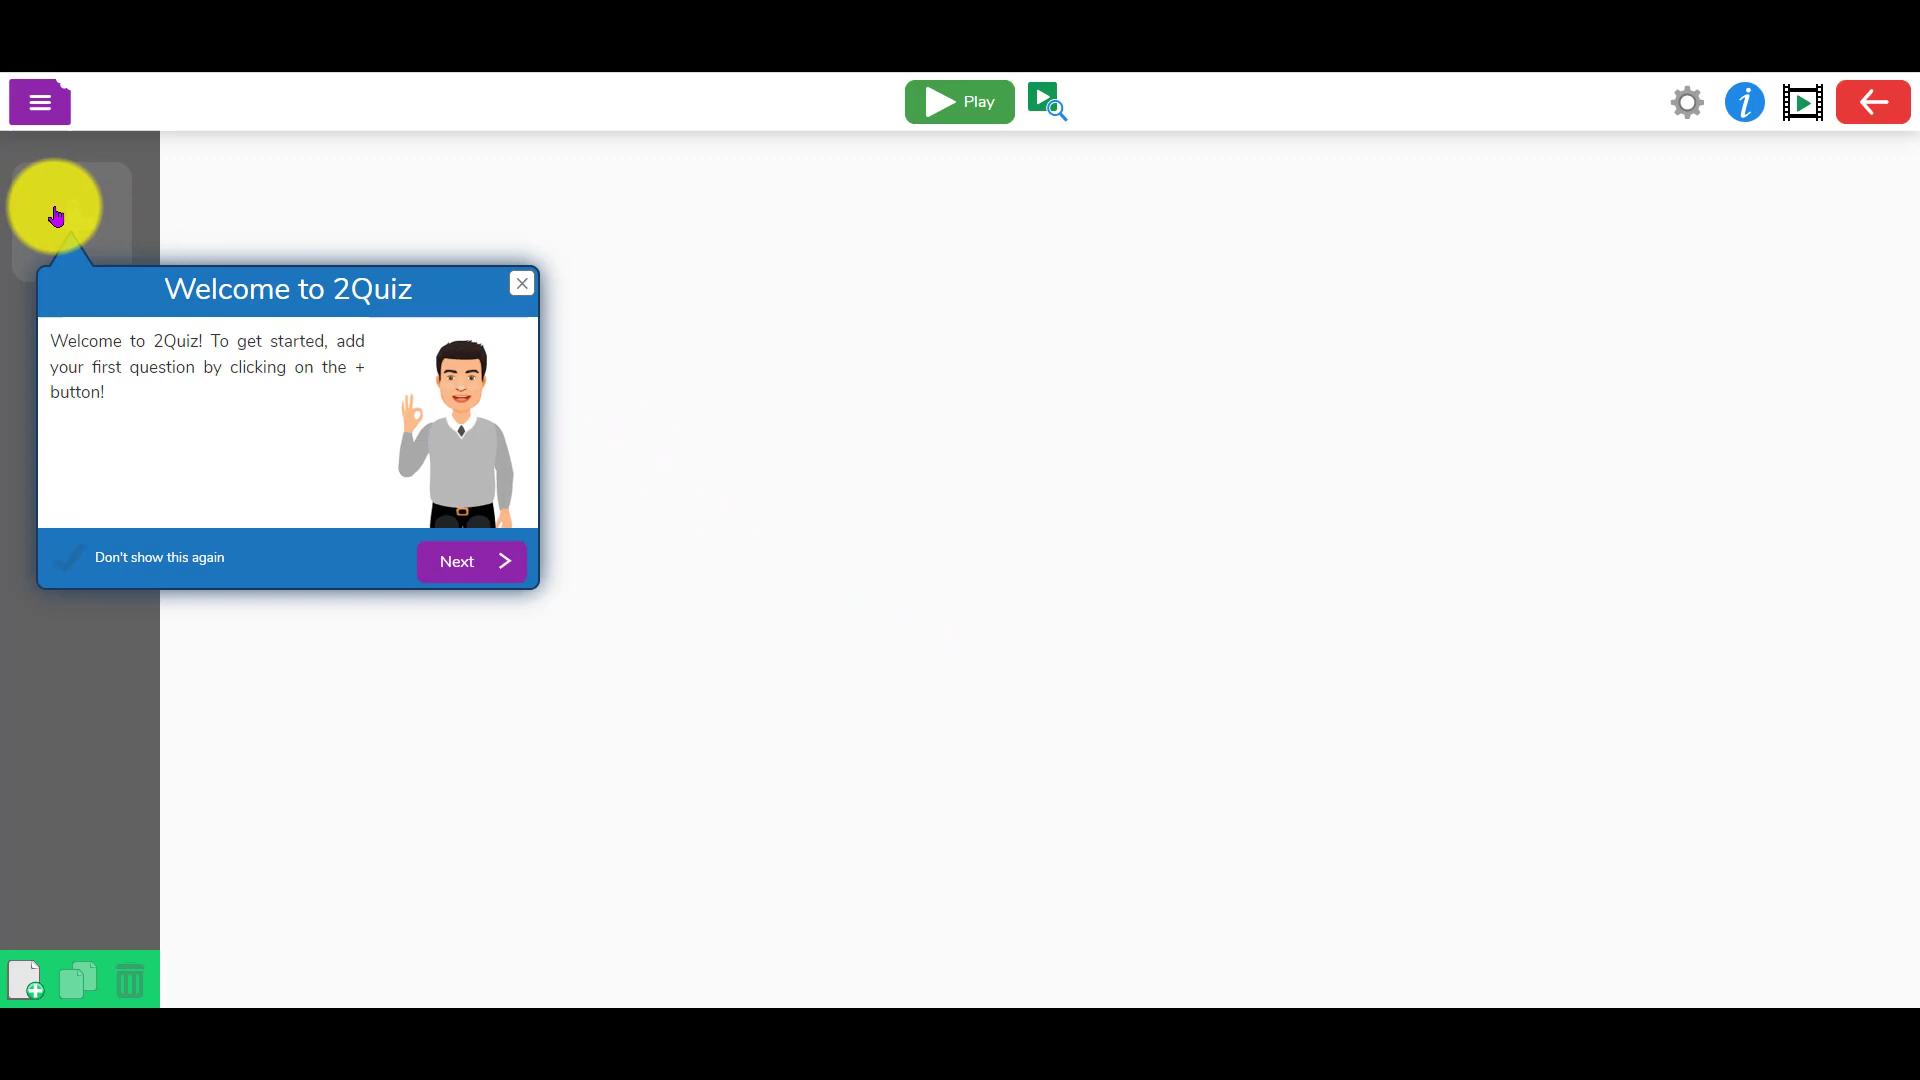 Play
Welcome to 2Quiz
Welcome to 2Quiz! To get started, add
your first question by clicking on the +
button!
Don't show this again
Next